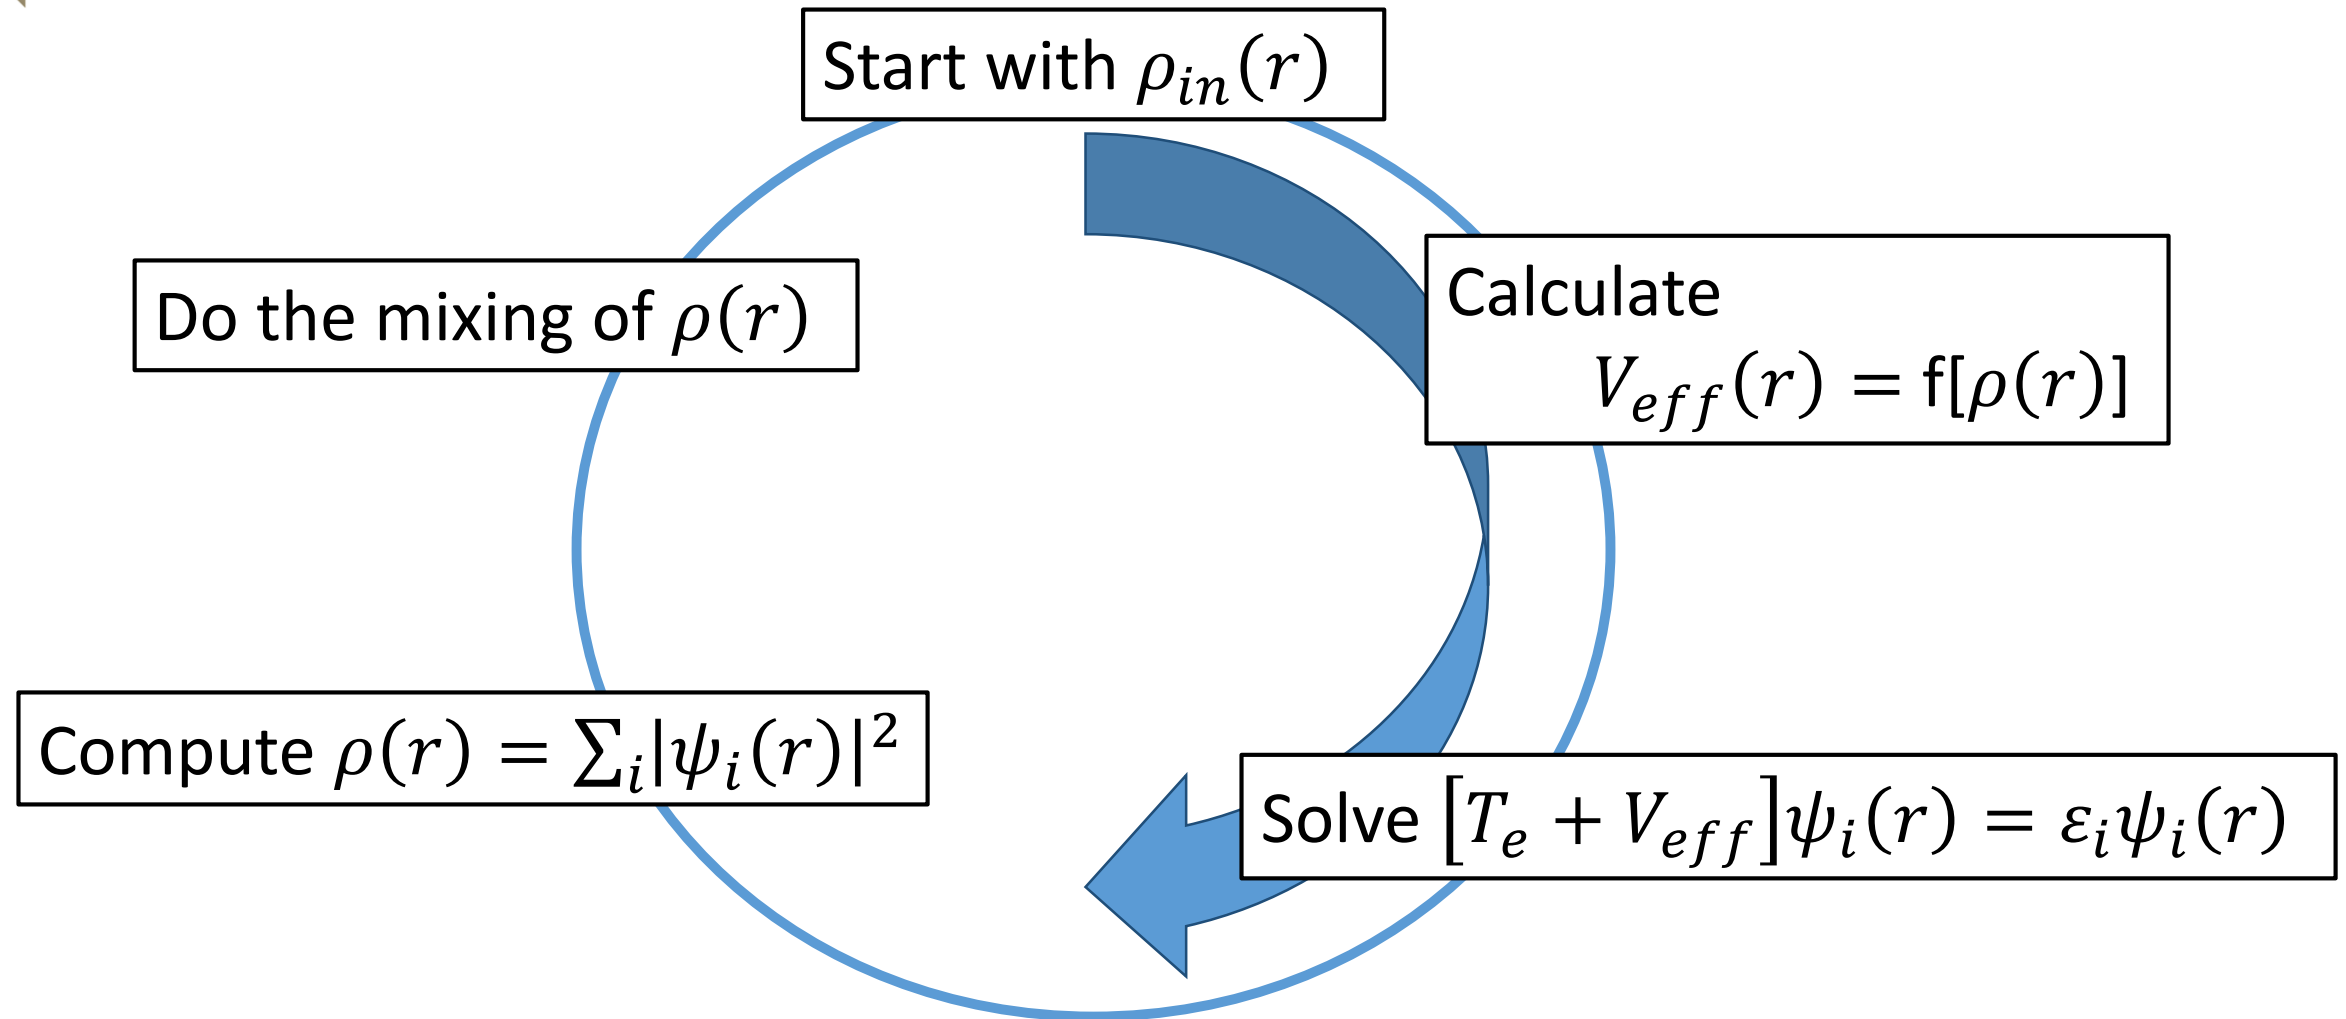 Start with ρ_in(r)
Calculate
V_eff(r) = f[ρ(r)]
Do the mixing of ρ(r)
Compute ρ(r) = ∑_i|ψ_i(r)|²
Solve [T_e + V_eff]ψ_i(r) = ε_iψ_i(r)